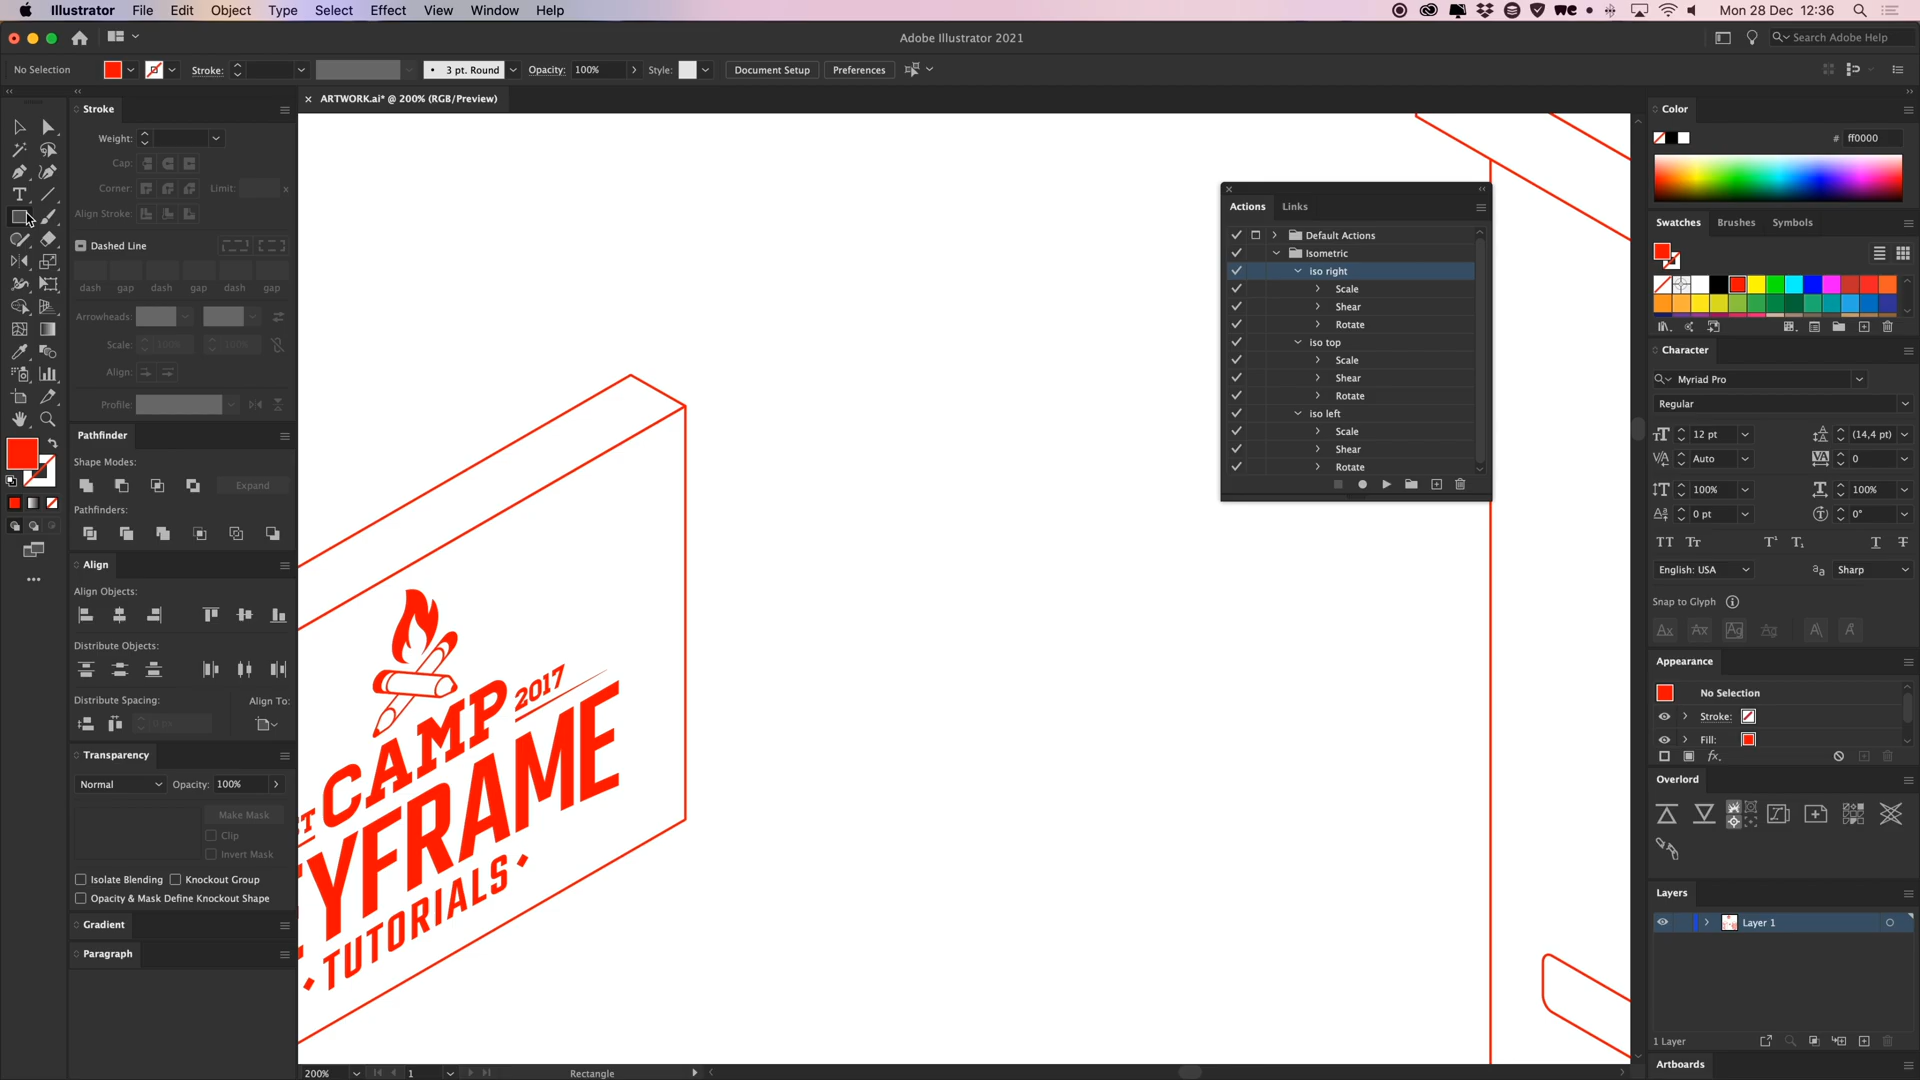 Illustrator File Edit Object Type Select Effect View Window Help
Mon 28 Dec 12:36
Adobe Illustrator 2021
Search Adobe Help
No Selection
Stroke:
3 pt. Round
Opacity: 100%
Style:
Document Setup
Preferences
ARTWORK.ai* @ 200% (RGB/Preview)
Stroke
Weight:
Cap:
Corner:
Limit:
x
Align Stroke:
Dashed Line
dash gap dash gap dash gap
Arrowheads:
Scale: 100% 100%
Align:
Profile:
Pathfinder
Shape Modes:
Expand
Pathfinders:
Align
Align Objects:
Distribute Objects:
Distribute Spacing:
Align To:
0 px
Transparency
Normal
Opacity: 100%
Make Mask
Clip
Invert Mask
Isolate Blending
Knockout Group
Opacity & Mask Define Knockout Shape
Gradient
Paragraph
CAMP 2017
YFRAME
TUTORIALS
200%
1
Rectangle
Actions
Links
Default Actions
Isometric
iso right
Scale
Shear
Rotate
iso top
Scale
Shear
Rotate
iso left
Scale
Shear
Rotate
Color
# ff0000
Swatches
Brushes
Symbols
Character
Myriad Pro
Regular
12 pt
(14,4 pt)
Auto
0
100%
100%
0 pt
0°
English: USA
Sharp
Snap to Glyph
Appearance
No Selection
Stroke:
Fill:
Overlord
Layers
Layer 1
1 Layer
Artboards